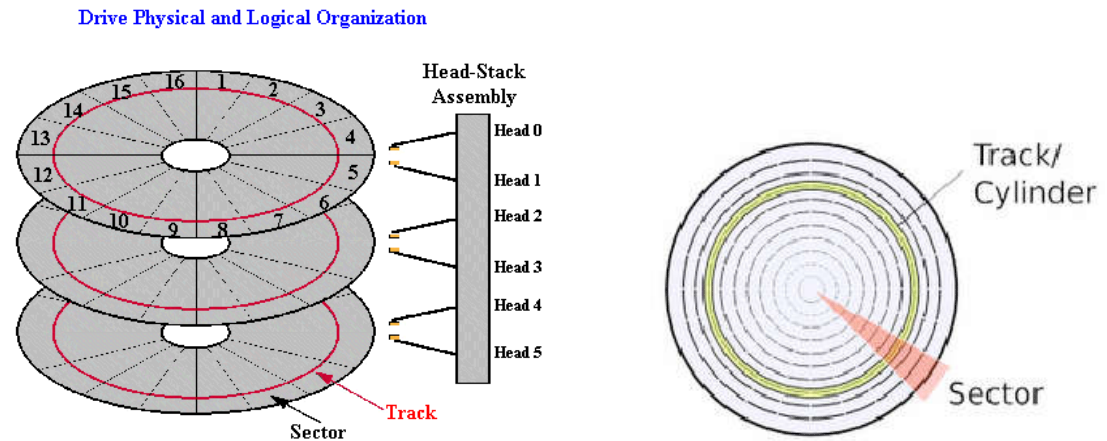 Drive Physical and Logical Organization
Head-Stack
Assembly
16 1
15 2
14 3
13 4
12 5
11 6
10 7
9 8
Head 0
Head 1
Head 2
Head 3
Head 4
Head 5
Track
Sector
Track/
Cylinder
Sector